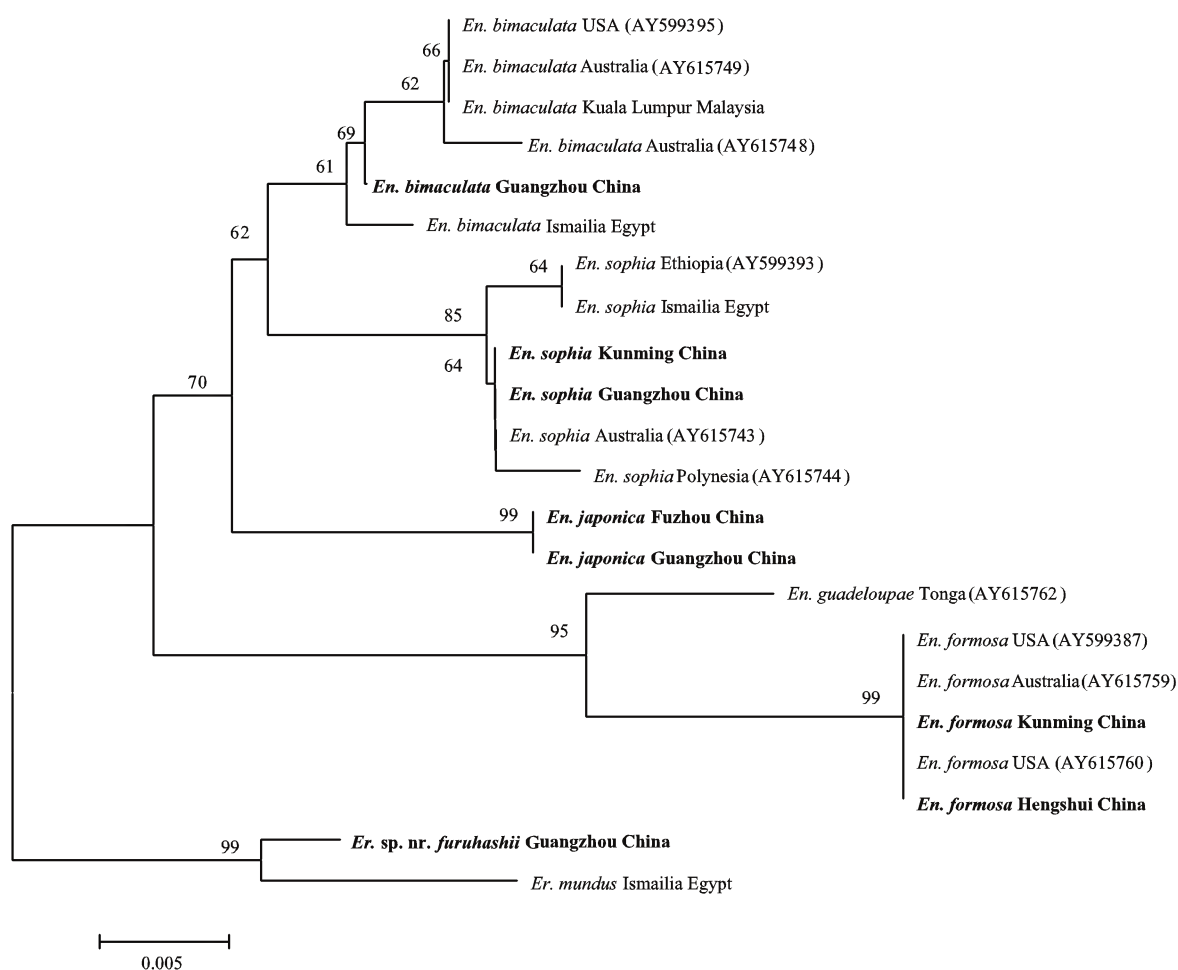 En. bimaculata USA (AY599395)
66
En. bimaculata Australia (AY615749)
62
En. bimaculata Kuala Lumpur Malaysia
69
En. bimaculata Australia (AY615748)
61
En. bimaculata Guangzhou China
62
En. bimaculata Ismailia Egypt
64
En. sophia Ethiopia (AY599393)
En. sophia Ismailia Egypt
85
En. sophia Kunming China
64
70
En. sophia Guangzhou China
En. sophia Australia (AY615743)
En. sophia Polynesia (AY615744)
99
En. japonica Fuzhou China
En. japonica Guangzhou China
En. guadeloupae Tonga (AY615762)
95
En. formosa USA (AY599387)
En. formosa Australia (AY615759)
99
En. formosa Kunming China
En. formosa USA (AY615760)
En. formosa Hengshui China
99
Er. sp. nr. furuhashii Guangzhou China
Er. mundus Ismailia Egypt
0.005